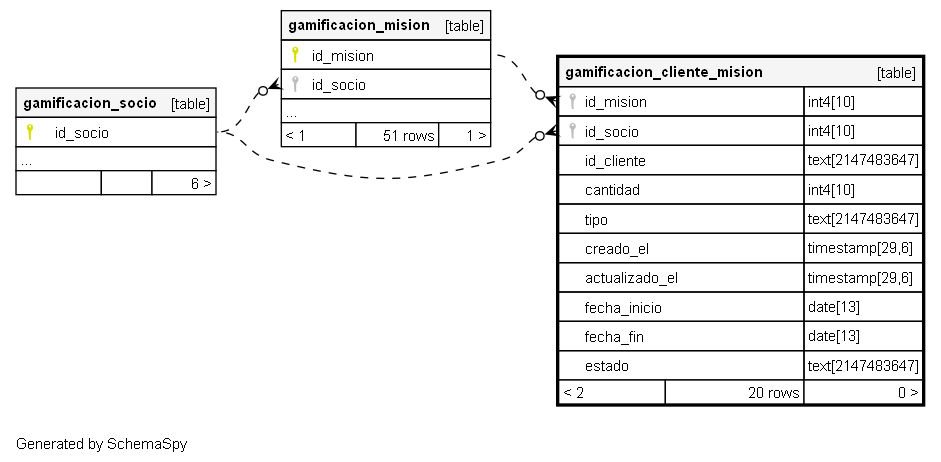 gamificacion_socio [table]
id_socio
...
6 >
gamificacion_mision [table]
id_mision
id_socio
...
< 1 51 rows 1 >
gamificacion_cliente_mision [table]
id_mision int4[10]
id_socio int4[10]
id_cliente text[2147483647]
cantidad int4[10]
tipo text[2147483647]
creado_el timestamp[29,6]
actualizado_el timestamp[29,6]
fecha_inicio date[13]
fecha_fin date[13]
estado text[2147483647]
< 2 20 rows 0 >
Generated by SchemaSpy